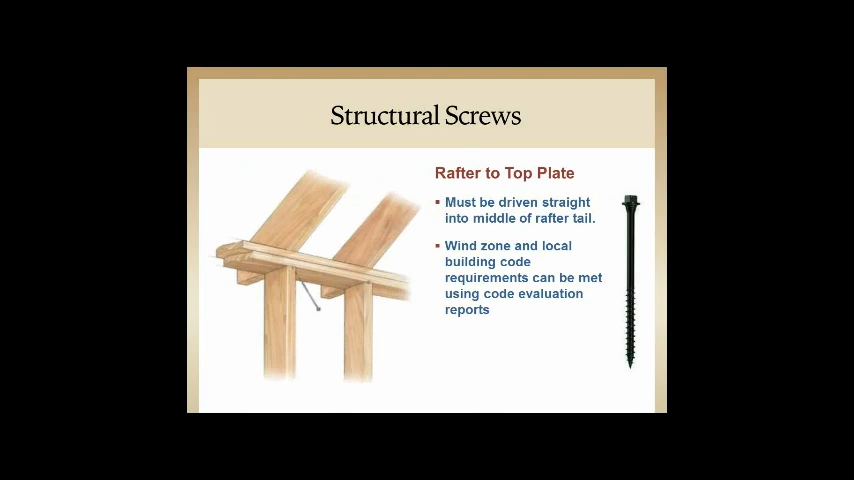 Structural Screws
Rafter to Top Plate
▪ Must be driven straight
into middle of rafter tail.
▪ Wind zone and local
building code
requirements can be met
using code evaluation
reports